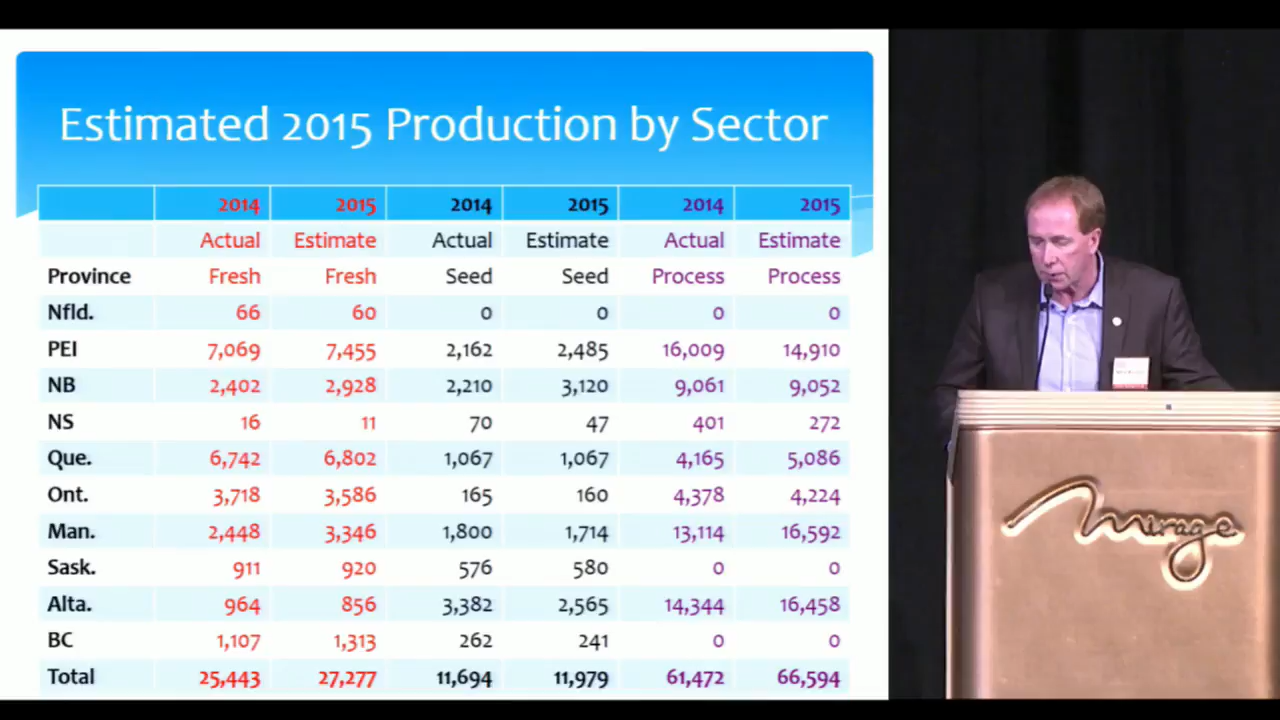 Estimated 2015 Production by Sector
2014 2015 2014 2015 2014 2015
Actual Estimate Actual Estimate Actual Estimate
Province Fresh Fresh Seed Seed Process Process
Nfld. 66 60 0 0 0 0
PEI 7,069 7,455 2,162 2,485 16,009 14,910
NB 2,402 2,928 2,210 3,120 9,061 9,052
NS 16 11 70 47 401 272
Que. 6,742 6,802 1,067 1,067 4,165 5,086
Ont. 3,718 3,586 165 160 4,378 4,224
Man. 2,448 3,346 1,800 1,714 13,114 16,592
Sask. 911 920 576 580 0 0
Alta. 964 856 3,382 2,565 14,344 16,458
BC 1,107 1,313 262 241 0 0
Total 25,443 27,277 11,694 11,979 61,472 66,594
Mirage